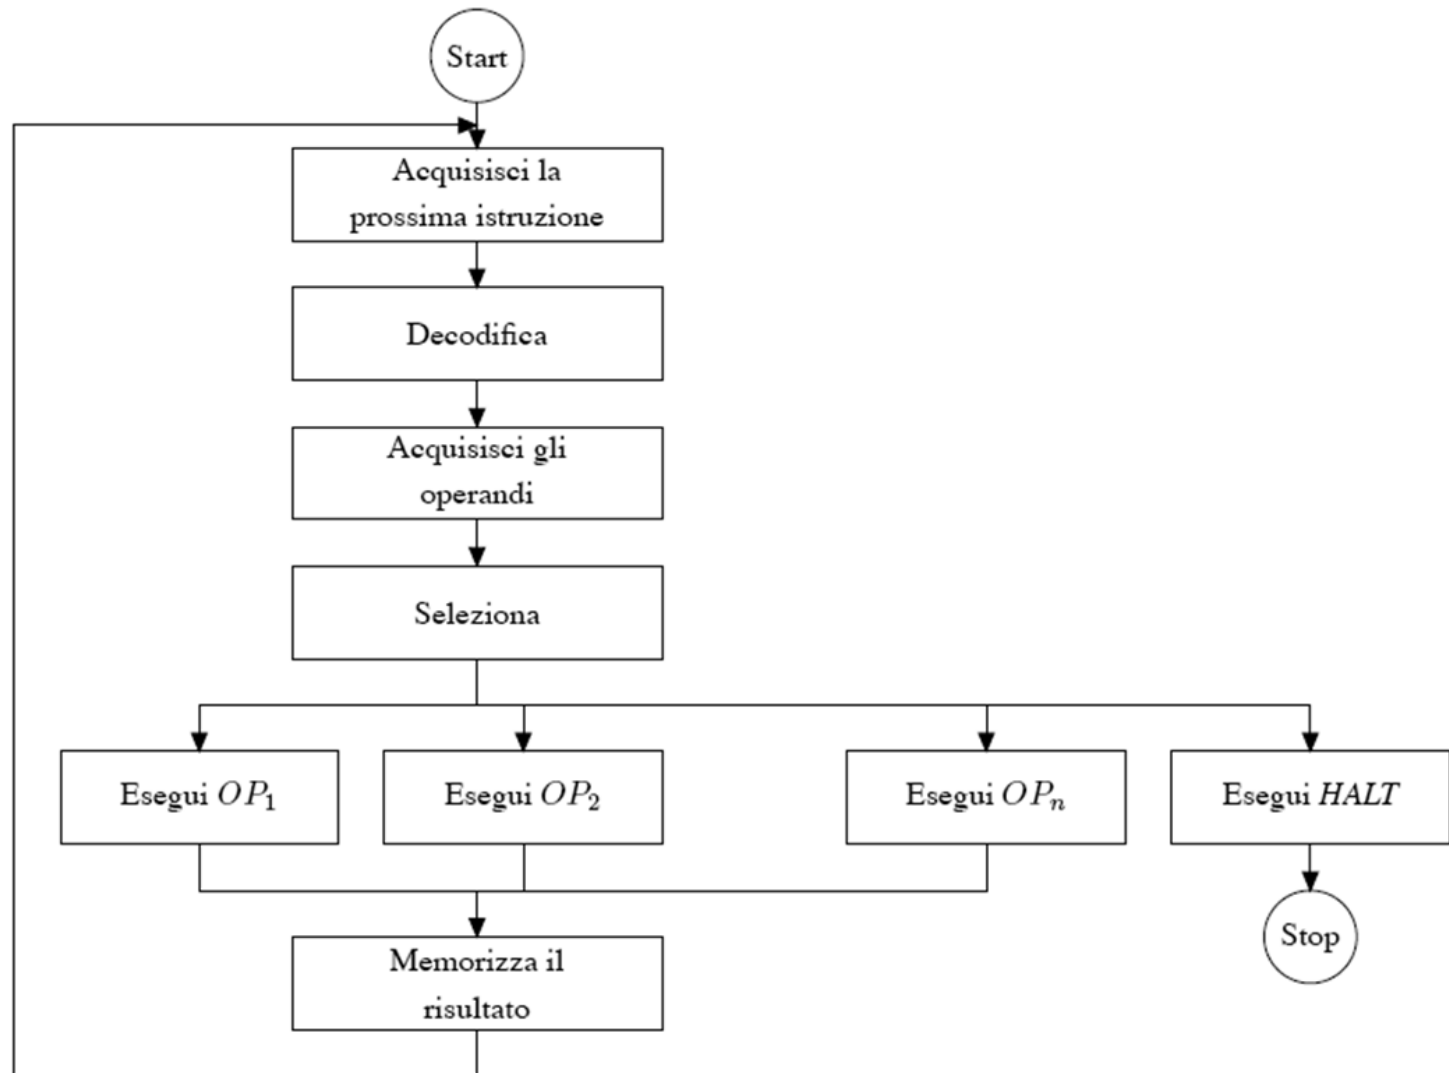 Start
Acquisisci la
prossima istruzione
Decodifica
Acquisisci gli
operandi
Seleziona
Esegui OP₁
Esegui OP₂
Esegui OPₙ
Esegui HALT
Memorizza il
risultato
Stop